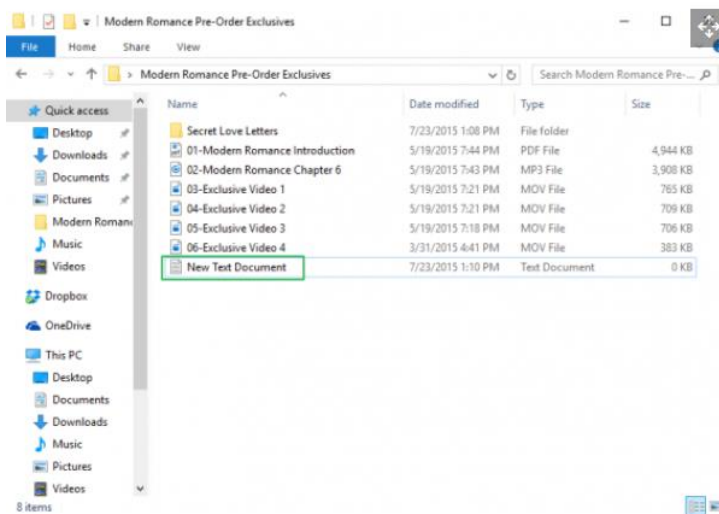 Modern Romance Pre-Order Exclusives
File Home Share View
Modern Romance Pre-Order Exclusives
Search Modern Romance Pre-...
Name Date modified Type Size
Quick access
Desktop
Downloads
Documents
Pictures
Modern Roman
Music
Videos
Dropbox
OneDrive
This PC
Desktop
Documents
Downloads
Music
Pictures
Videos
Secret Love Letters 7/23/2015 1:08 PM File folder
01-Modern Romance Introduction 5/19/2015 7:44 PM PDF File 4,944 KB
02-Modern Romance Chapter 6 5/19/2015 7:43 PM MP3 File 3,908 KB
03-Exclusive Video 1 5/19/2015 7:21 PM MOV File 765 KB
04-Exclusive Video 2 5/19/2015 7:21 PM MOV File 709 KB
05-Exclusive Video 3 5/19/2015 7:18 PM MOV File 706 KB
06-Exclusive Video 4 3/31/2015 4:41 PM MOV File 383 KB
New Text Document 7/23/2015 1:10 PM Text Document 0 KB
8 items